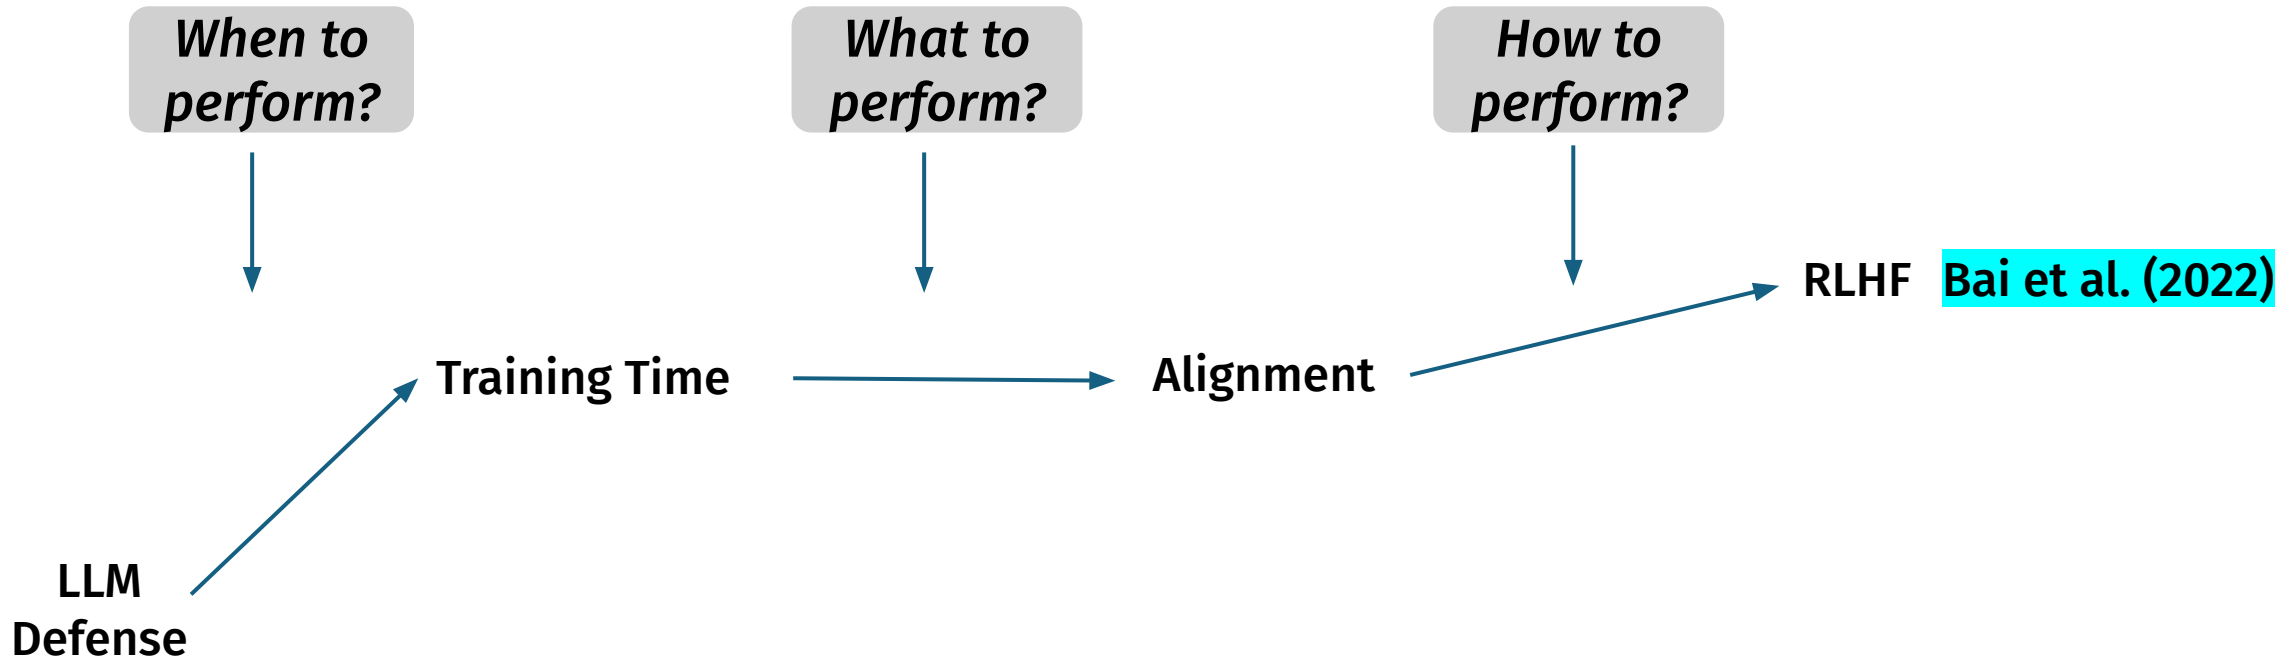 When to
perform?
What to
perform?
How to
perform?
RLHF Bai et al. (2022)
Training Time
Alignment
LLM
Defense